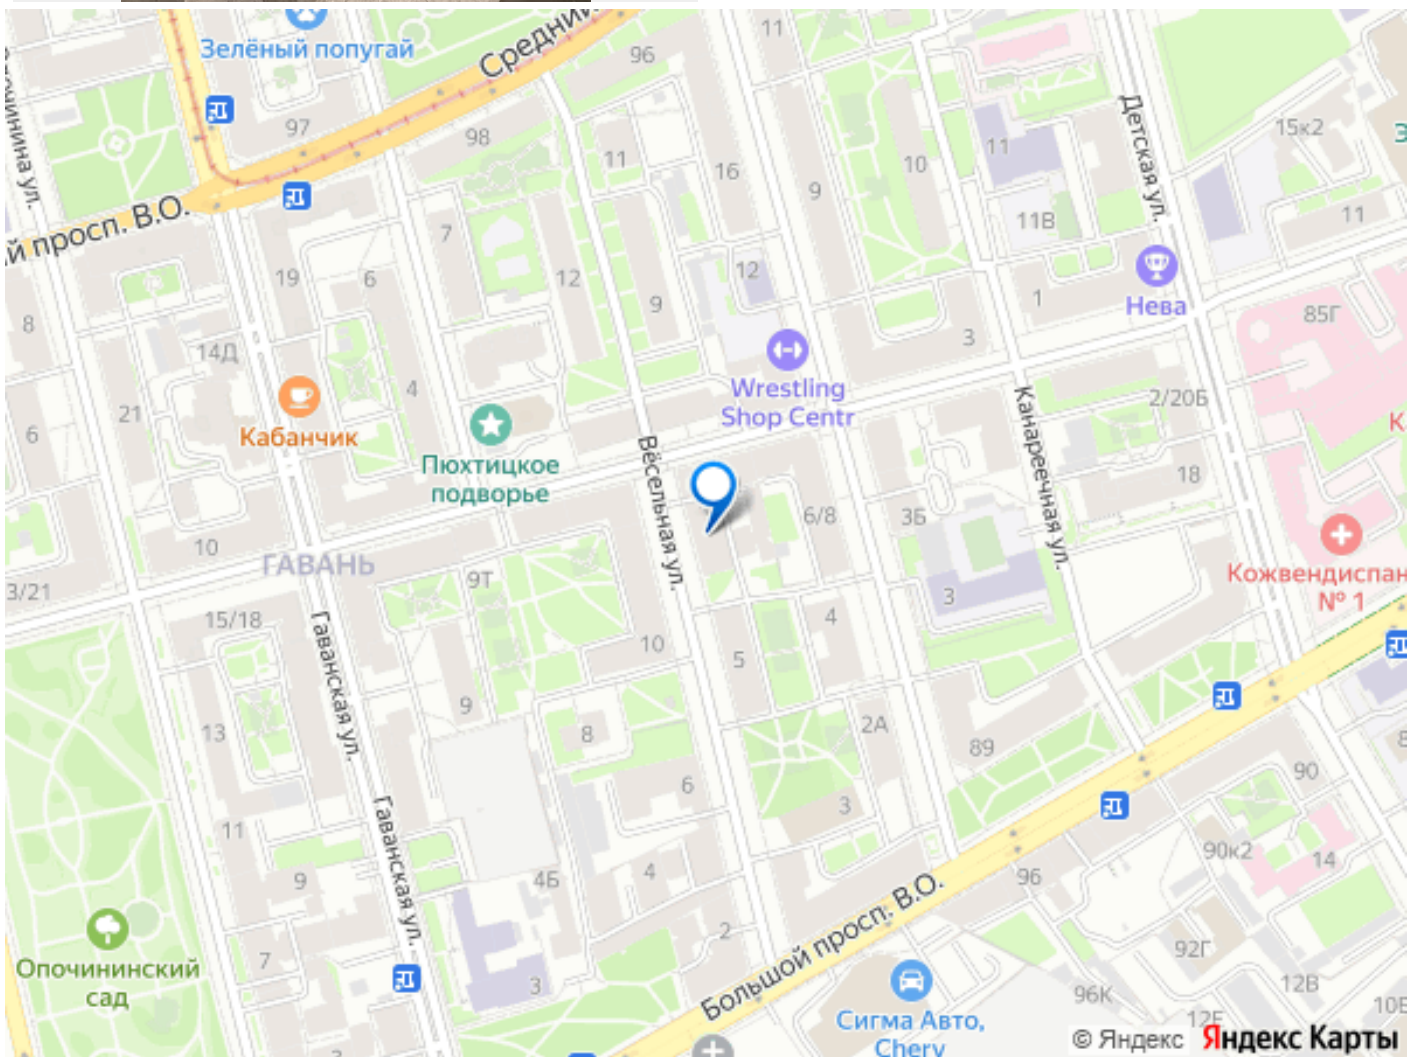 Зелёный попугай
Средний
96
11
15к2
Детская ул.
97
98
11
16
10
11
9
11В
11
й просп. В.О.
7
19
6
12
12
9
1
Нева
85Г
8
14Д
3
Wrestling
Shop Centr
4
21
2/20Б
Кабанчик
6
Пюхтицкое
подворье
Вёсельная ул.
Канареечная ул.
18
6/8
3Б
10
ГАВАНЬ
9Т
Кожвендиспан
№ 1
3/21
15/18
3
4
10
5
Гаванская ул.
9
13
8
2А
89
90
6
3
11
Гаванская ул.
90к2
14
9
4Б
4
96
Большой просп. В.О.
2
92Г
7
Опочининский
сад
3
96К
12В
Сигма Авто,
Chery
© Яндекс
Яндекс Карты